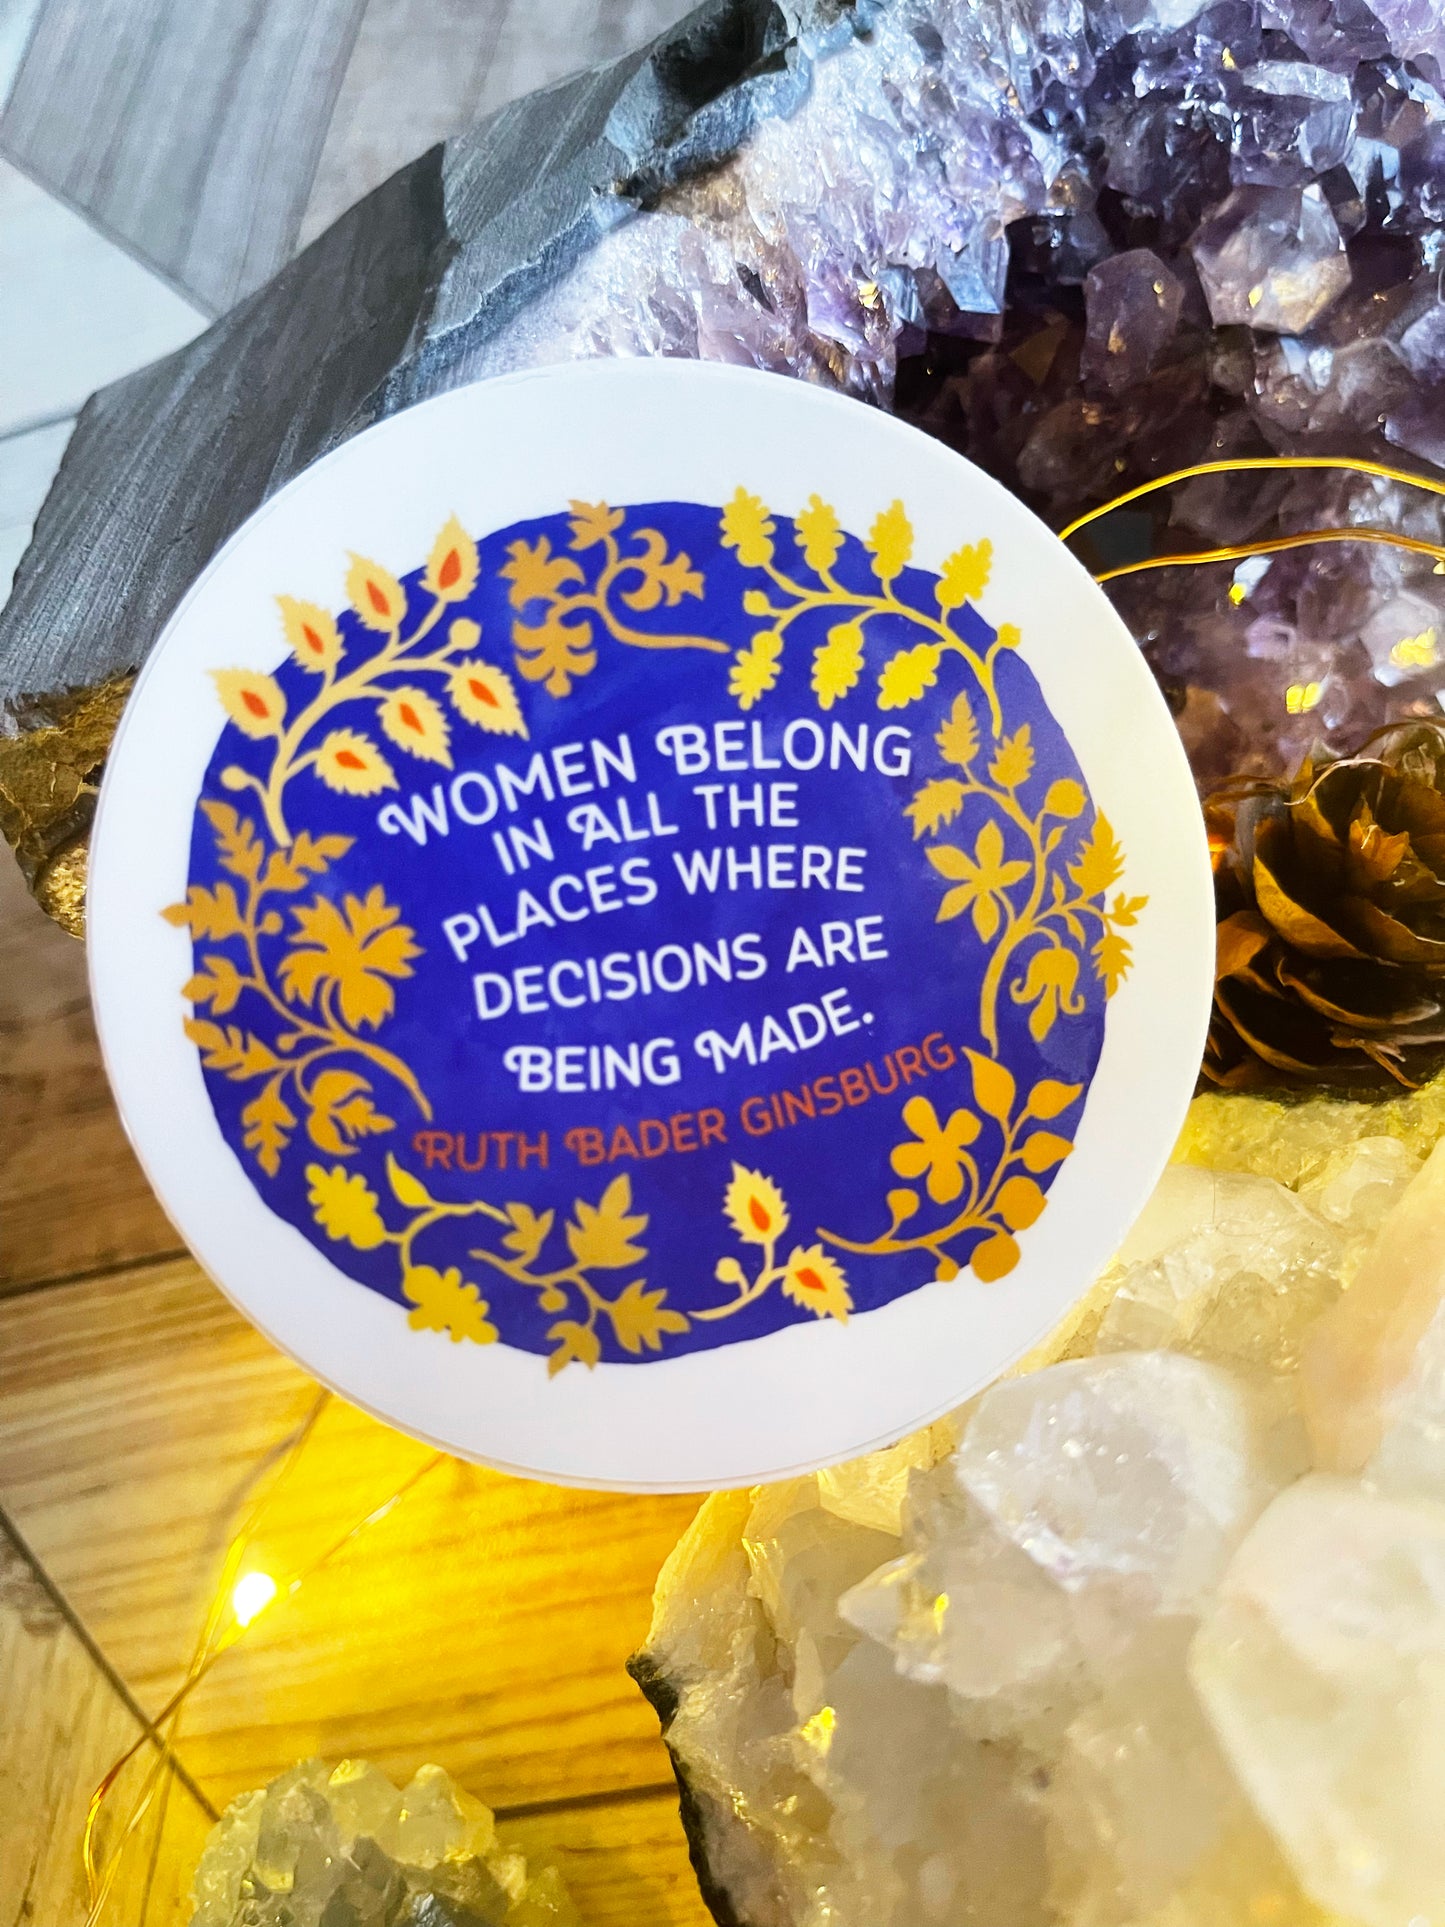 WOMEN BELONG
IN ALL THE
PLACES WHERE
DECISIONS ARE
BEING MADE.
RUTH BADER GINSBURG